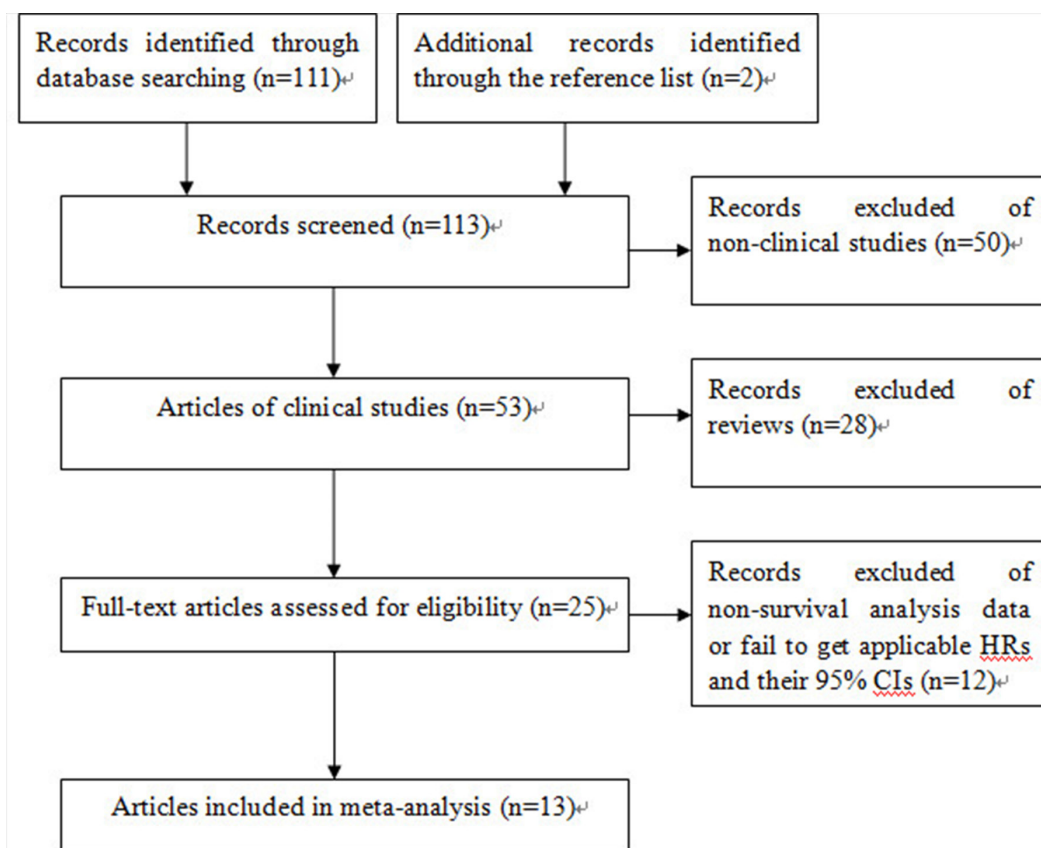 Records identified through
database searching (n=111)↵
Additional records identified
through the reference list (n=2)↵
Records screened (n=113)↵
Records excluded of
non-clinical studies (n=50)↵
Articles of clinical studies (n=53)↵
Records excluded of
reviews (n=28)↵
Full-text articles assessed for eligibility (n=25)↵
Records excluded of
non-survival analysis data
or fail to get applicable HRs
and their 95% CIs (n=12)↵
Articles included in meta-analysis (n=13)↵